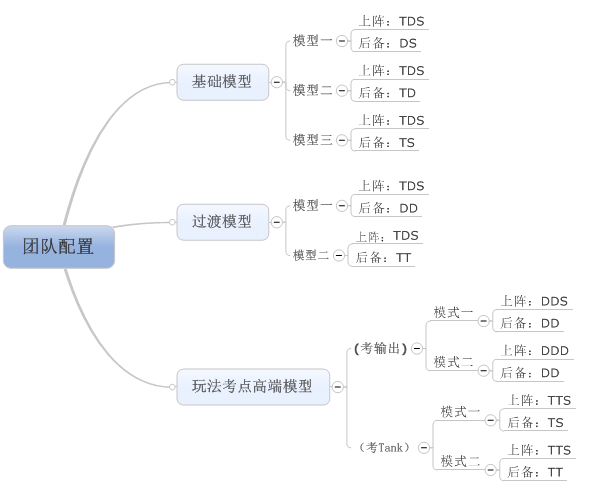 团队配置
基础模型
模型一
上阵：TDS
后备：DS
模型二
上阵：TDS
后备：TD
模型三
上阵：TDS
后备：TS
过渡模型
模型一
上阵：TDS
后备：DD
模型二
上阵：TDS
后备：TT
玩法考点高端模型
(考输出)
模式一
上阵：DDS
后备：DD
模式二
上阵：DDD
后备：DD
（考Tank）
模式一
上阵：TTS
后备：TS
模式二
上阵：TTS
后备：TT